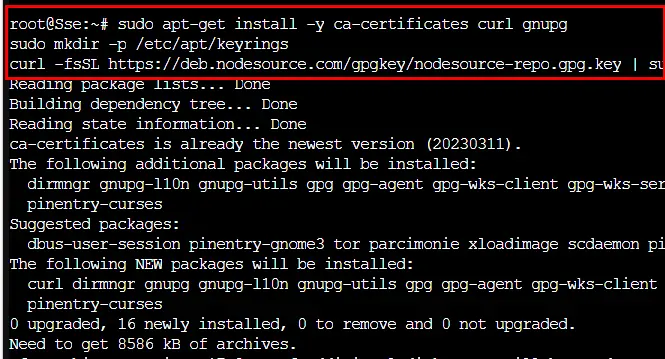 root@Sse:~# sudo apt-get install -y ca-certificates curl gnupg
sudo mkdir -p /etc/apt/keyrings
curl -fsSL https://deb.nodesource.com/gpgkey/nodesource-repo.gpg.key | su
Reading package lists... Done
Building dependency tree... Done
Reading state information... Done
ca-certificates is already the newest version (20230311).
The following additional packages will be installed:
dirmngr gnupg-l10n gnupg-utils gpg gpg-agent gpg-wks-client gpg-wks-ser
pinentry-curses
Suggested packages:
dbus-user-session pinentry-gnome3 tor parcimonie xloadimage scdaemon pi
The following NEW packages will be installed:
curl dirmngr gnupg gnupg-l10n gnupg-utils gpg gpg-agent gpg-wks-client
pinentry-curses
0 upgraded, 16 newly installed, 0 to remove and 0 not upgraded.
Need to get 8586 kB of archives.